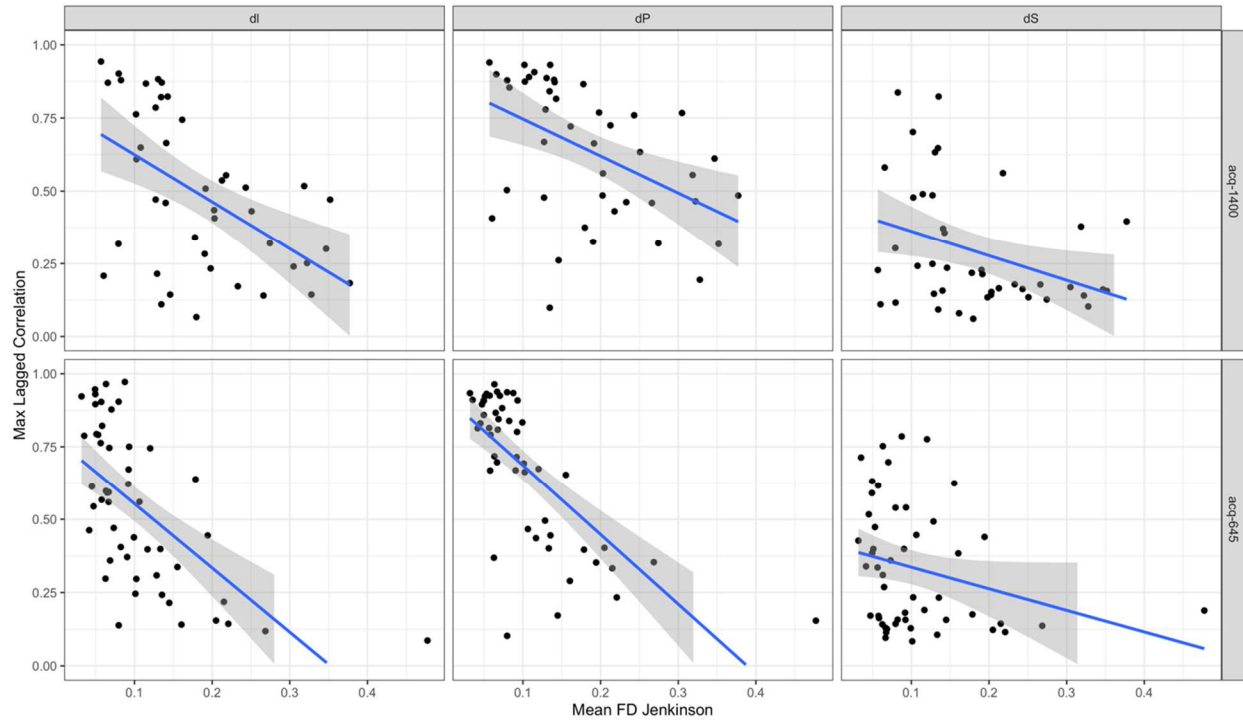 dI dP dS
1.00
0.75
0.50
0.25
0.00
acq-1400
1.00
0.75
0.50
0.25
0.00
acq-645
Max Lagged Correlation
0.1 0.2 0.3 0.4 0.1 0.2 0.3 0.4 0.1 0.2 0.3 0.4
Mean FD Jenkinson